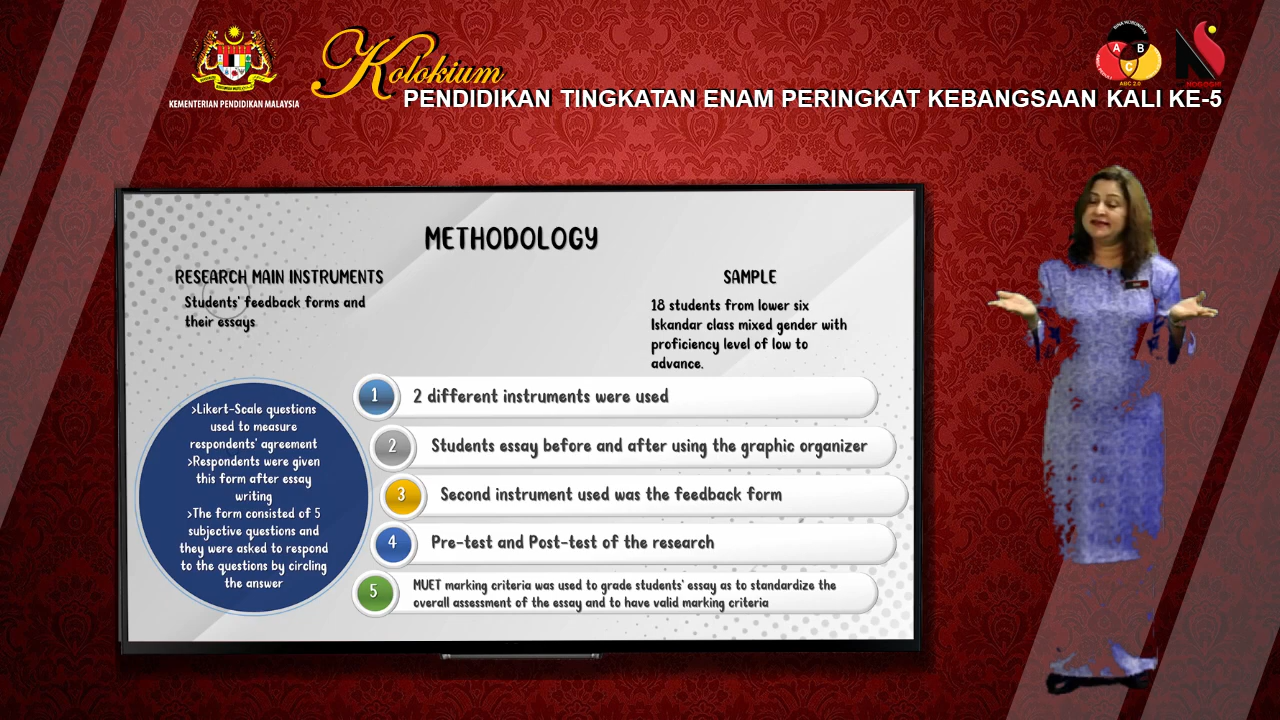 KEMENTERIAN PENDIDIKAN MALAYSIA
Kolokium
PENDIDIKAN TINGKATAN ENAM PERINGKAT KEBANGSAAN KALI KE-5
A B
C
ABC 2.0
METHODOLOGY
RESEARCH MAIN INSTRUMENTS
Students' feedback forms and
their essays
SAMPLE
18 students from lower six
Iskandar class mixed gender with
proficiency level of low to
advance.
>Likert-Scale questions
used to measure
respondents' agreement
>Respondents were given
this form after essay
writing
>The form consisted of 5
subjective questions and
they were asked to respond
to the questions by circling
the answer
1 2 different instruments were used
2 Students essay before and after using the graphic organizer
3 Second instrument used was the feedback form
4 Pre-test and Post-test of the research
5 MUET marking criteria was used to grade students' essay as to standardize the
overall assessment of the essay and to have valid marking criteria